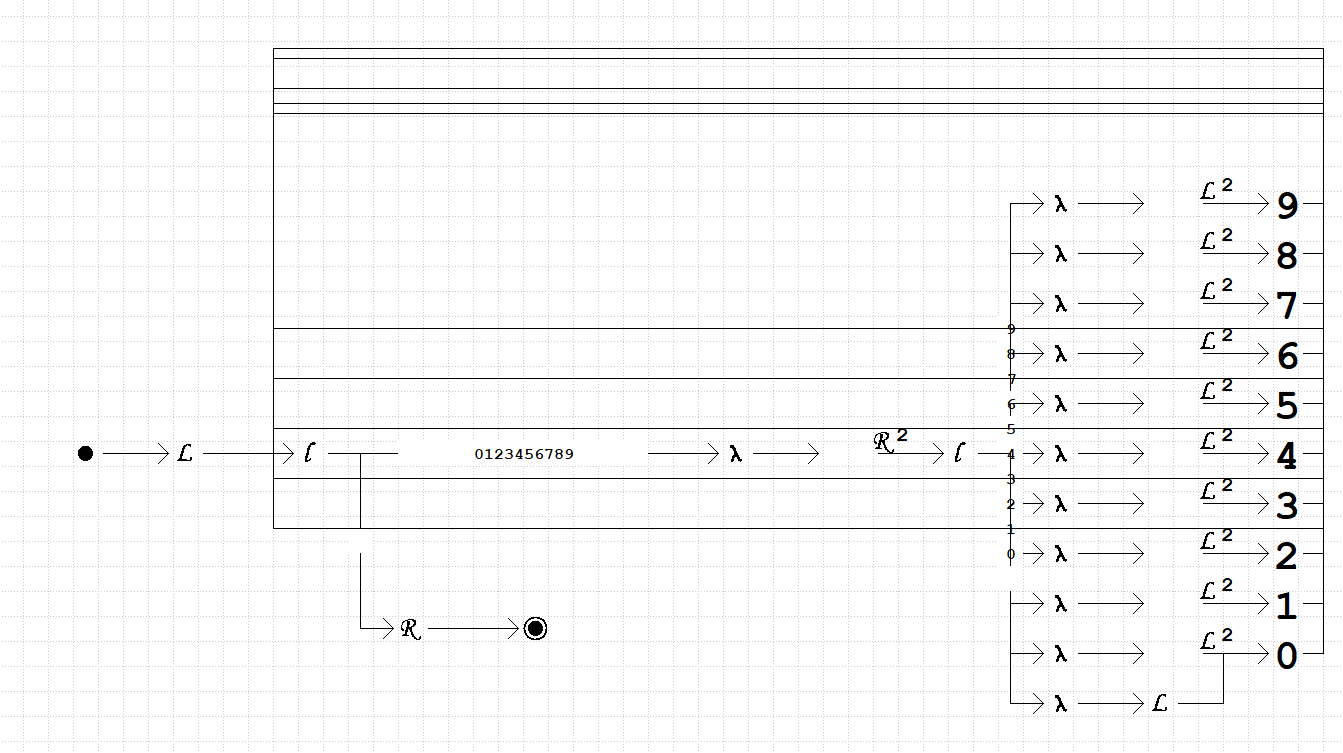 λ ℒ² 9
λ ℒ² 8
λ ℒ² 7
9
8 λ ℒ² 6
7
6 λ ℒ² 5
5
ℒ l 0123456789 λ ℛ² l 4 λ ℒ² 4
3
2 λ ℒ² 3
1
0 λ ℒ² 2
λ ℒ² 1
ℛ
λ ℒ² 0
λ ℒ